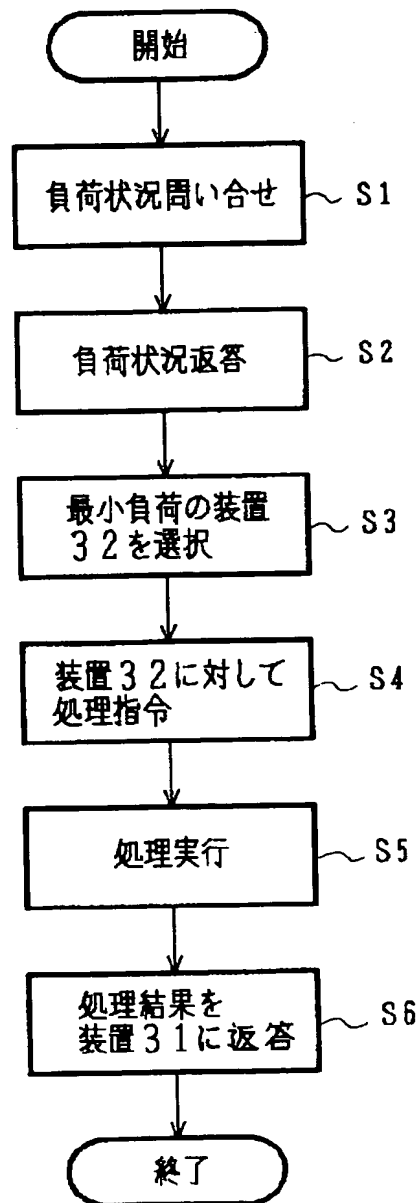 開始
負荷状況問い合せ
S1
負荷状況返答
S2
最小負荷の装置
32を選択
S3
装置32に対して
処理指令
S4
処理実行
S5
処理結果を
装置31に返答
S6
終了